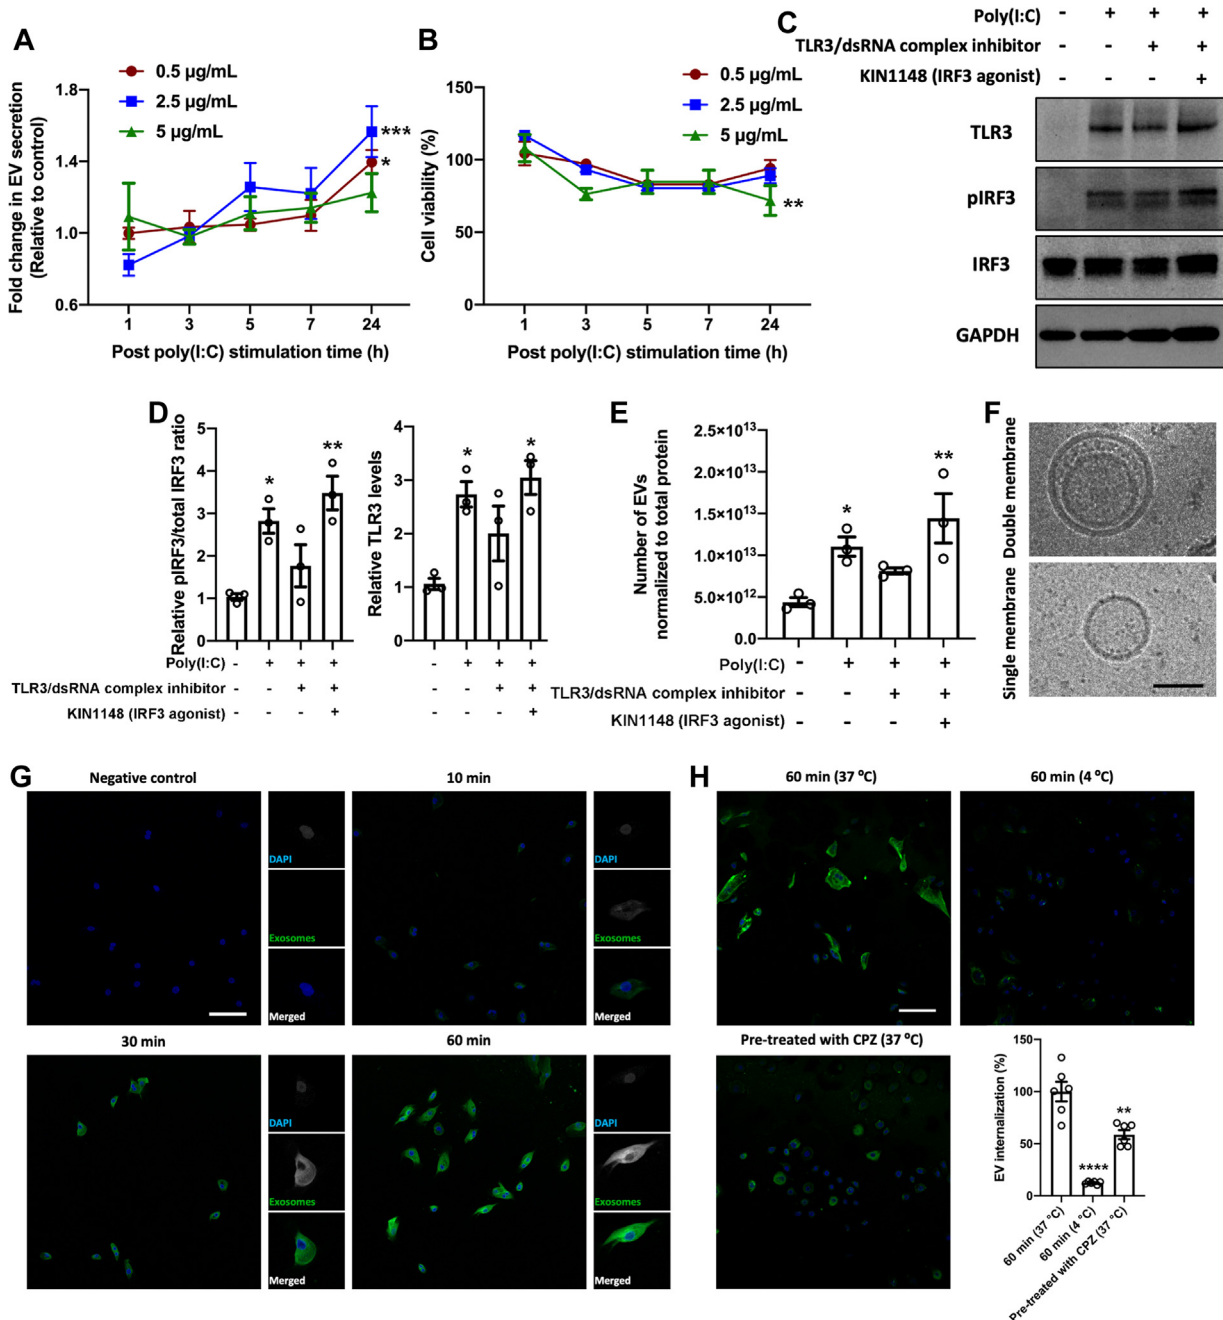 A
0.5 µg/mL
2.5 µg/mL
5 µg/mL
Fold change in EV secretion
(Relative to control)
1.8
1.4
1.0
0.6
***
*
1 3 5 7 24
Post poly(I:C) stimulation time (h)
B
0.5 µg/mL
2.5 µg/mL
5 µg/mL
Cell viability (%)
150
100
50
0
**
1 3 5 7 24
Post poly(I:C) stimulation time (h)
C
Poly(I:C) - + + +
TLR3/dsRNA complex inhibitor - - + +
KIN1148 (IRF3 agonist) - - - +
TLR3
pIRF3
IRF3
GAPDH
D
Relative pIRF3/total IRF3 ratio
5
4
3
2
1
0
*
**
Relative TLR3 levels
4
3
2
1
0
*
*
Poly(I:C) - + + + - + + +
TLR3/dsRNA complex inhibitor - - + + - - + +
KIN1148 (IRF3 agonist) - - - + - - - +
E
Number of EVs
normalized to total protein
2.5×10¹³
2.0×10¹³
1.5×10¹³
1.0×10¹³
5.0×10¹²
0.0
*
**
Poly(I:C) - + + +
TLR3/dsRNA complex inhibitor - - + +
KIN1148 (IRF3 agonist) - - - +
F
Double membrane
Single membrane
G
Negative control
DAPI
Exosomes
Merged
10 min
DAPI
Exosomes
Merged
30 min
DAPI
Exosomes
Merged
60 min
DAPI
Exosomes
Merged
H
60 min (37 ºC)
60 min (4 ºC)
Pre-treated with CPZ (37 ºC)
EV internalization (%)
150
100
50
0
****
**
60 min (37 °C)
60 min (4 °C)
Pre-treated with CPZ (37 °C)